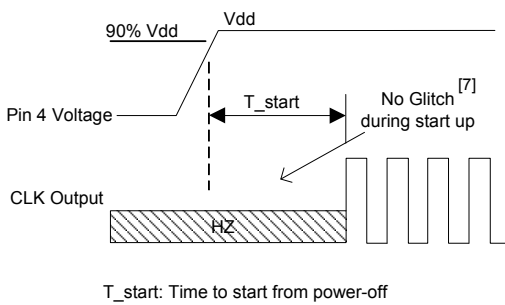 90% Vdd
Vdd
Pin 4 Voltage
T_start
No Glitch [7]
during start up
CLK Output
HZ
T_start: Time to start from power-off